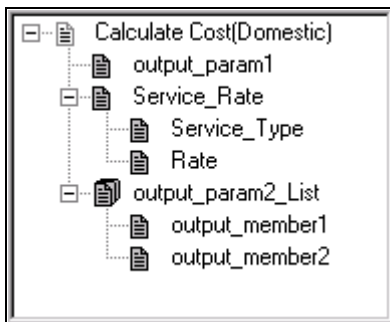 Calculate Cost(Domestic)
output_param1
Service_Rate
Service_Type
Rate
output_param2_List
output_member1
output_member2